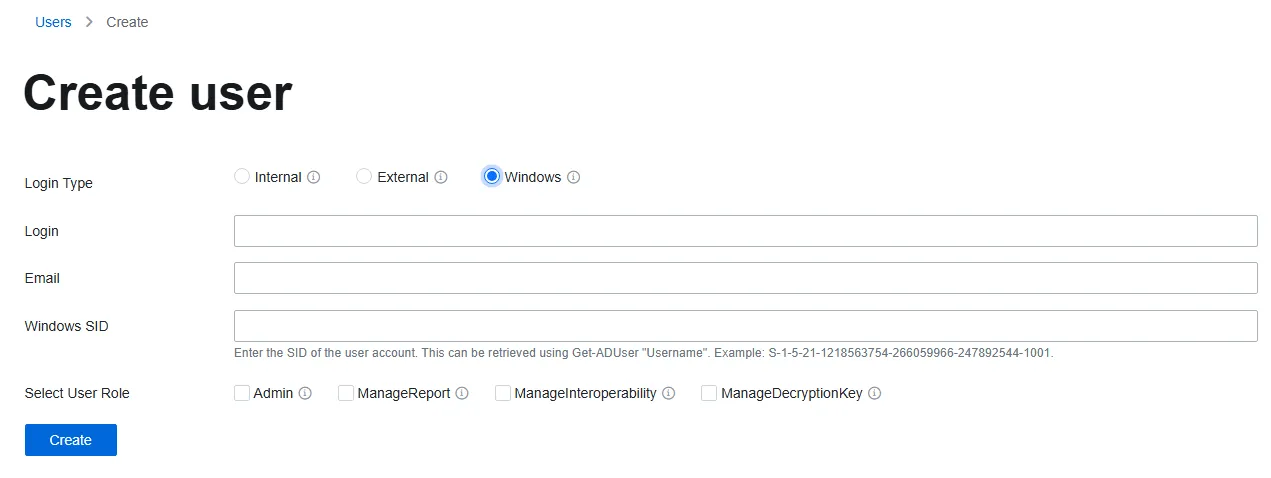 Users > Create
Create user
Login Type Internal External Windows
Login
Email
Windows SID
Enter the SID of the user account. This can be retrieved using Get-ADUser "Username". Example: S-1-5-21-1218563754-266059966-247892544-1001.
Select User Role Admin ManageReport ManageInteroperability ManageDecryptionKey
Create